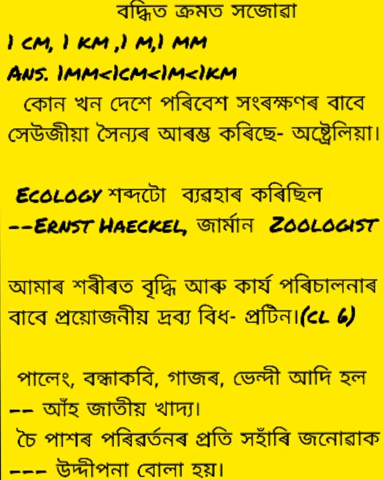 বদ্ধিত ক্ৰমত সজোৱা
1 cm, 1 km ,1 m,1 mm
Ans. 1mm<1cm<1m<1km
কোন খন দেশে পৰিবেশ সংৰক্ষণৰ বাবে
সেউজীয়া সৈন্যৰ আৰম্ভ কৰিছে- অষ্ট্ৰেলিয়া।
Ecology শব্দটো ব্যৱহাৰ কৰিছিল
--Ernst Haeckel, জাৰ্মান Zoologist
আমাৰ শৰীৰত বৃদ্ধি আৰু কাৰ্য পৰিচালনাৰ
বাবে প্ৰয়োজনীয় দ্ৰব্য বিধ- প্ৰটিন।(cl 6)
পালেং, বন্ধাকবি, গাজৰ, ভেন্দী আদি হল
-- আঁহ জাতীয় খাদ্য।
চৈ পাশৰ পৰিৱৰ্তনৰ প্ৰতি সহাঁৰি জনোৱাক
--- উদ্দীপনা বোলা হয়।